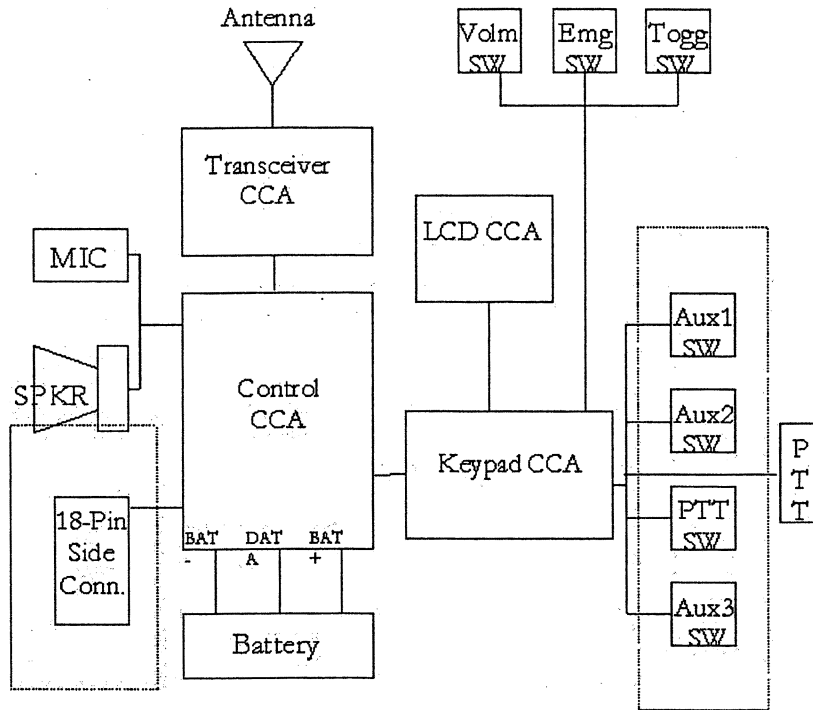 Antenna
Volm
SW
Emg
SW
Togg
SW
Transceiver
CCA
LCD CCA
MIC
SPKR
Control
CCA
Keypad CCA
Aux1
SW
Aux2
SW
PTT
SW
Aux3
SW
P
T
T
18-Pin
Side
Conn.
BAT
-
DAT
A
BAT
+
Battery